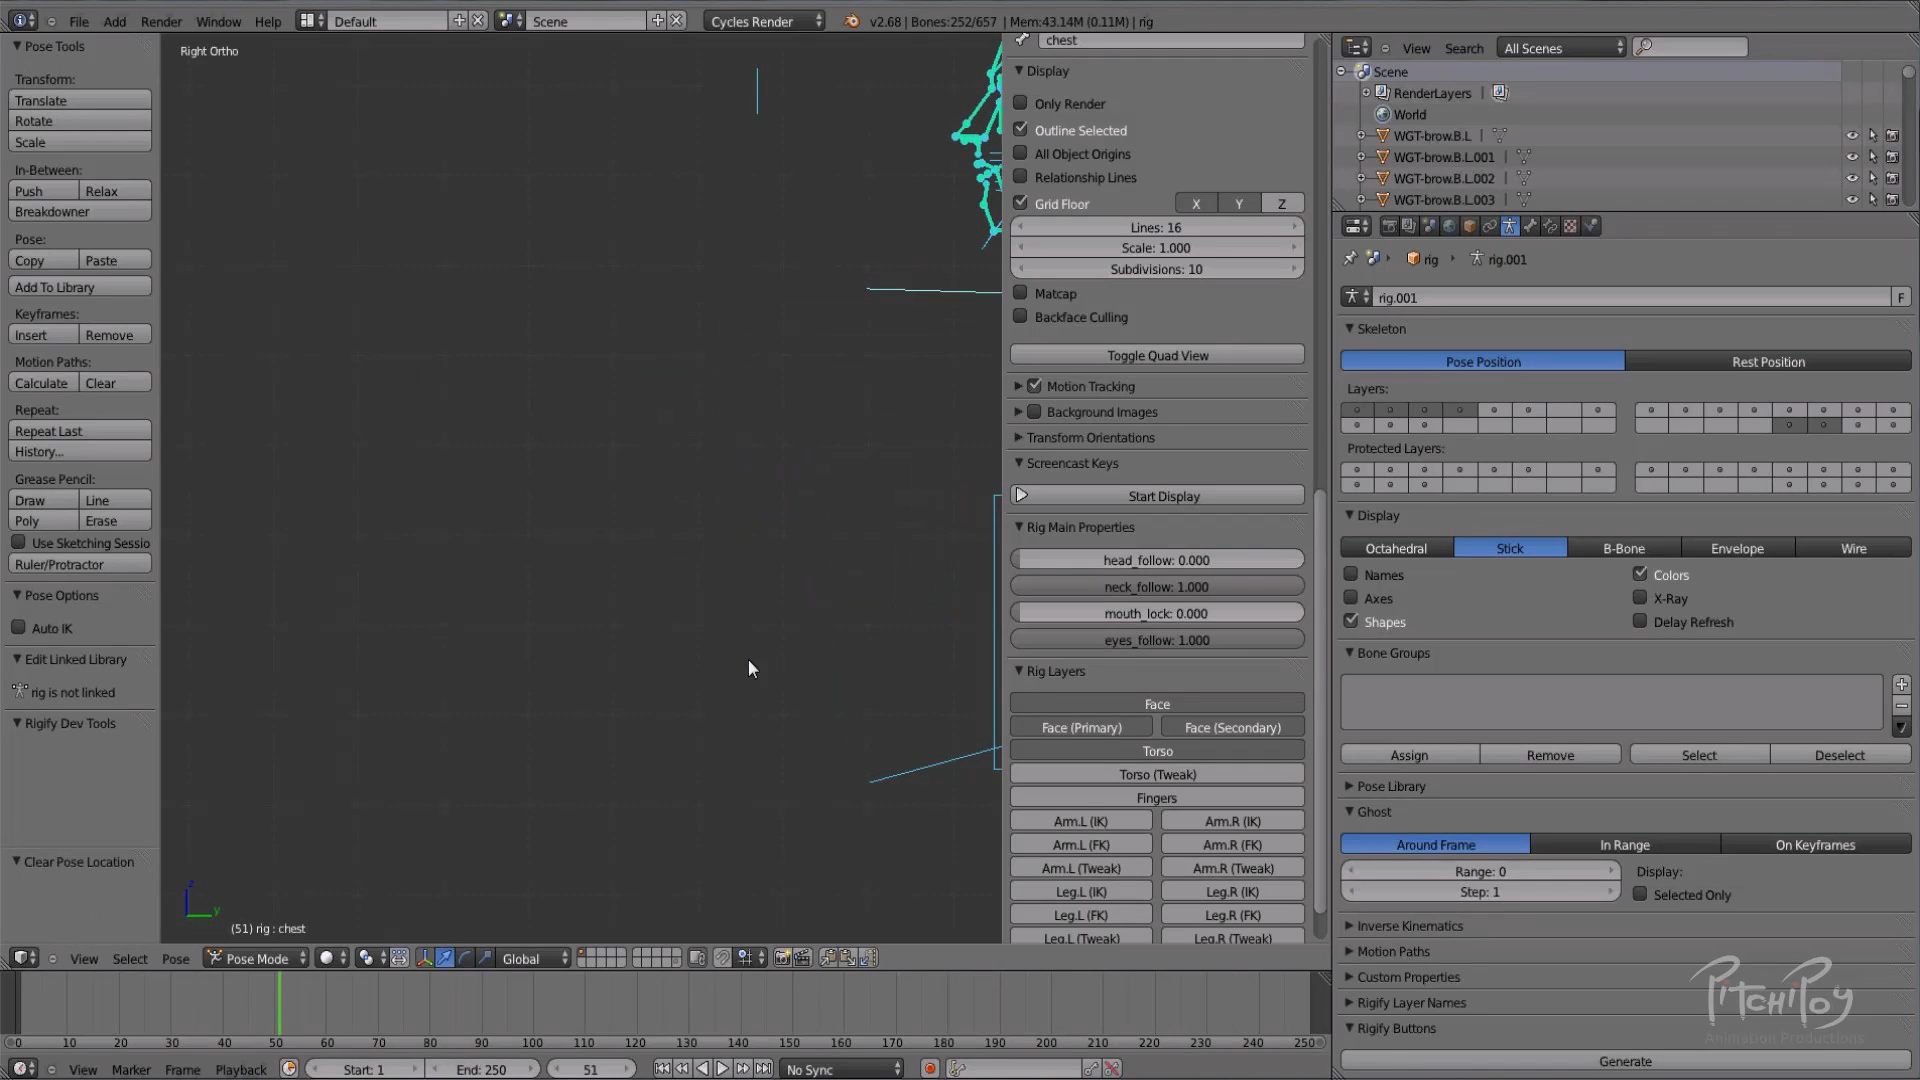 File Add Render Window Help Default Scene Cycles Render v2.68 | Bones:252/657 | Mem:43.14M (0.11M) | rig
Pose Tools
Transform:
Translate
Rotate
Scale
In-Between:
Push Relax
Breakdowner
Pose:
Copy Paste
Add To Library
Keyframes:
Insert Remove
Motion Paths:
Calculate Clear
Repeat:
Repeat Last
History...
Grease Pencil:
Draw Line
Poly Erase
Use Sketching Sessio
Ruler/Protractor
Pose Options
Auto IK
Edit Linked Library
rig is not linked
Rigify Dev Tools
Clear Pose Location
Right Ortho
z
y
(51) rig : chest
chest
Display
Only Render
Outline Selected
All Object Origins
Relationship Lines
Grid Floor X Y Z
Lines: 16
Scale: 1.000
Subdivisions: 10
Matcap
Backface Culling
Toggle Quad View
Motion Tracking
Background Images
Transform Orientations
Screencast Keys
Start Display
Rig Main Properties
head_follow: 0.000
neck_follow: 1.000
mouth_lock: 0.000
eyes_follow: 1.000
Rig Layers
Face
Face (Primary) Face (Secondary)
Torso
Torso (Tweak)
Fingers
Arm.L (IK) Arm.R (IK)
Arm.L (FK) Arm.R (FK)
Arm.L (Tweak) Arm.R (Tweak)
Leg.L (IK) Leg.R (IK)
Leg.L (FK) Leg.R (FK)
Leg.L (Tweak) Leg.R (Tweak)
View Search All Scenes
Scene
RenderLayers |
World
WGT-brow.B.L |
WGT-brow.B.L.001 |
WGT-brow.B.L.002 |
WGT-brow.B.L.003 |
rig rig.001
rig.001 F
Skeleton
Pose Position Rest Position
Layers:
Protected Layers:
Display
Octahedral Stick B-Bone Envelope Wire
Names Colors
Axes X-Ray
Shapes Delay Refresh
Bone Groups
Assign Remove Select Deselect
Pose Library
Ghost
Around Frame In Range On Keyframes
Range: 0 Display:
Step: 1 Selected Only
Inverse Kinematics
Motion Paths
Custom Properties
Rigify Layer Names
Rigify Buttons
Generate
PitchiPoy
Animation Productions
View Select Pose Pose Mode Global
0 10 20 30 40 50 60 70 80 90 100 110 120 130 140 150 160 170 180 190 200 210 220 230 240 250
View Marker Frame Playback Start: 1 End: 250 51 No Sync